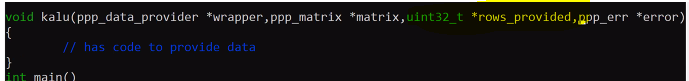 void kalu(ppp_data_provider *wrapper,ppp_matrix *matrix,uint32_t *rows_provided,ppp_err *error)
{
// has code to provide data
}
int main()